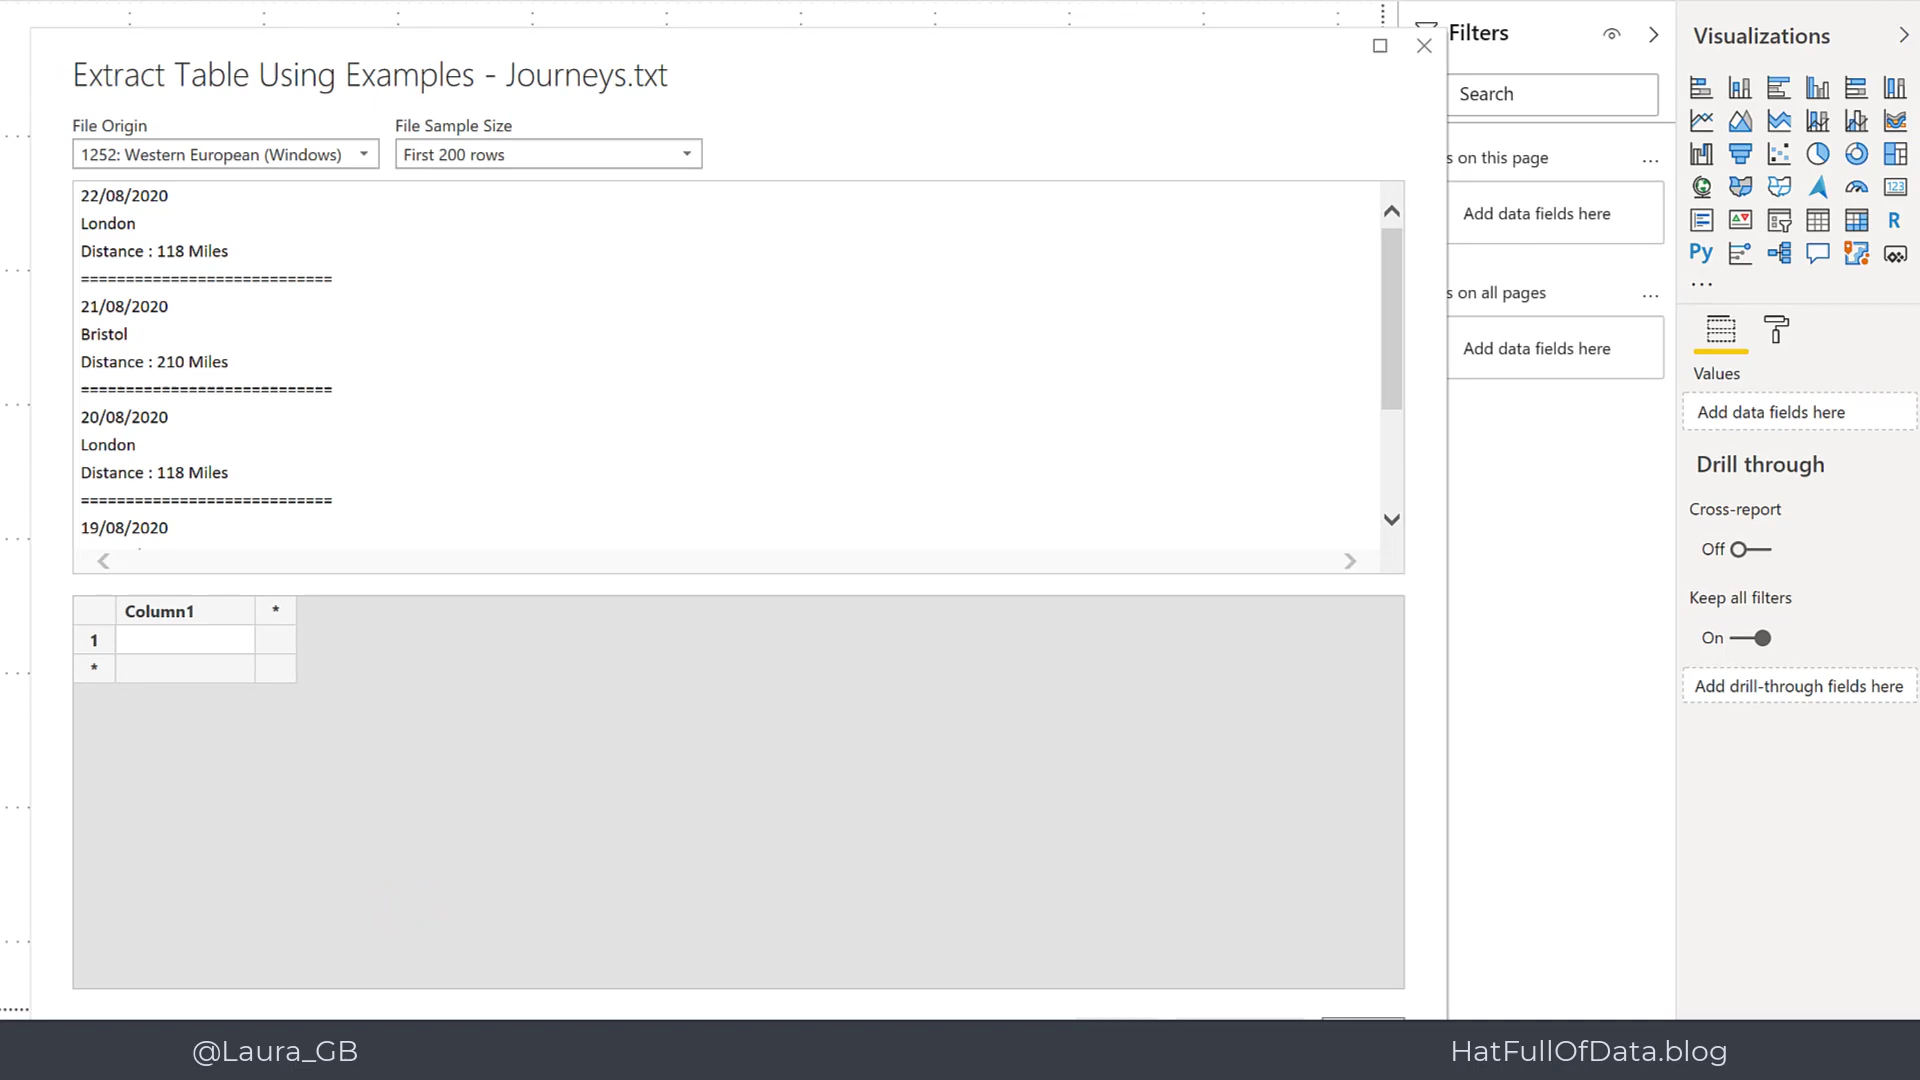 Extract Table Using Examples - Journeys.txt
File Origin
File Sample Size
1252: Western European (Windows)
First 200 rows
22/08/2020
London
Distance : 118 Miles
============================
21/08/2020
Bristol
Distance : 210 Miles
============================
20/08/2020
London
Distance : 118 Miles
============================
19/08/2020
Column1 *
1
*
Filters
Search
s on this page ...
Add data fields here
s on all pages ...
Add data fields here
Visualizations
123
R
Py
...
Values
Add data fields here
Drill through
Cross-report
Off
Keep all filters
On
Add drill-through fields here
@Laura_GB
HatFullOfData.blog